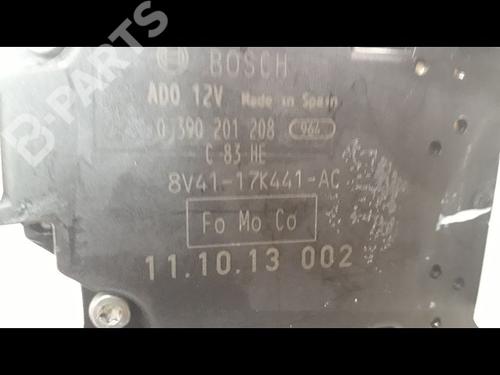 BOSCH
ADO 12V Made in Spain
0 390 201 208 964
C 83 HE
8V41-17K441-AC
Fo Mo Co
11.10.13 002
B-PARTS